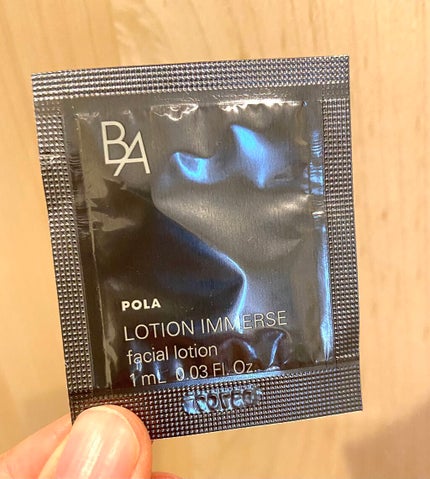 BA
POLA
LOTION IMMERSE
facial lotion
1 mL 0.03 Fl. Oz.